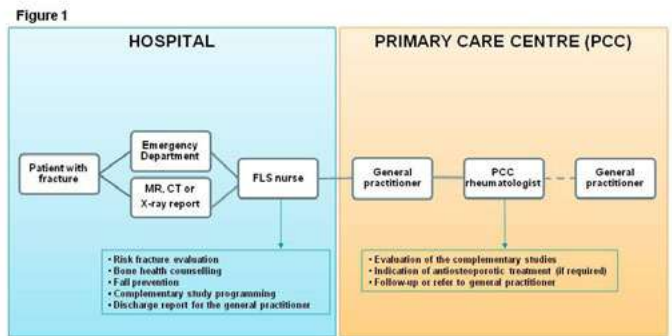 Figure 1
HOSPITAL
PRIMARY CARE CENTRE (PCC)
Patient with
fracture
Emergency
Department
MR, CT or
X-ray report
FLS nurse
General
practitioner
PCC
rheumatologist
General
practitioner
• Risk fracture evaluation
• Bone health counselling
• Fall prevention
• Complementary study programming
• Discharge report for the general practitioner
• Evaluation of the complementary studies
• Indication of antiosteoporotic treatment (if required)
• Follow-up or refer to general practitioner